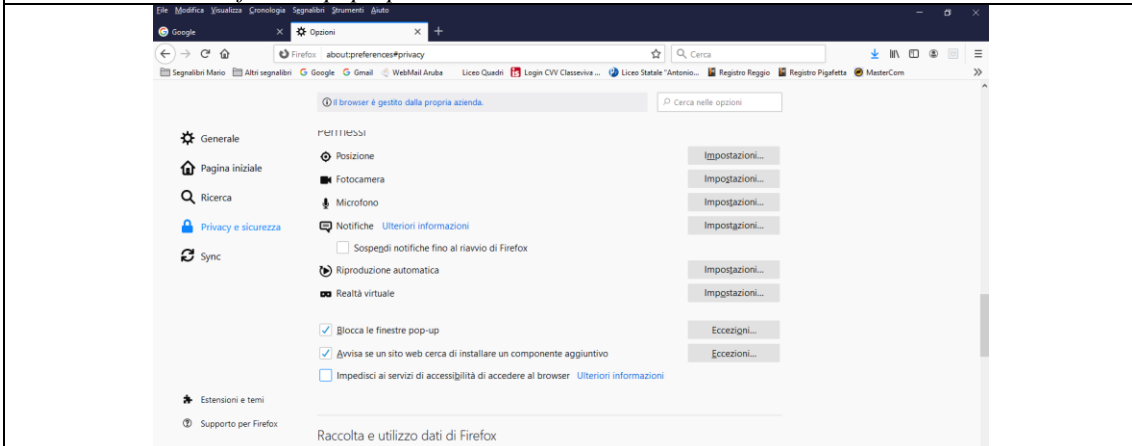 File Modifica Visualizza Cronologia Segnalibri Strumenti Aiuto
Google Opzioni
Firefox about:preferences#privacy Cerca
Segnalibri Mario Altri segnalibri Google Gmail WebMail Aruba Liceo Quadri Login CVV Classeviva ... Liceo Statale "Antonio... Registro Reggio Registro Pigafetta MasterCom
Il browser è gestito dalla propria azienda. Cerca nelle opzioni
Permessi
Generale
Posizione Impostazioni...
Pagina iniziale
Fotocamera Impostazioni...
Ricerca
Microfono Impostazioni...
Privacy e sicurezza
Notifiche Ulteriori informazioni Impostazioni...
Sospendi notifiche fino al riavvio di Firefox
Sync
Riproduzione automatica Impostazioni...
Realtà virtuale Impostazioni...
Blocca le finestre pop-up Eccezioni...
Avvisa se un sito web cerca di installare un componente aggiuntivo Eccezioni...
Impedisci ai servizi di accessibilità di accedere al browser Ulteriori informazioni
Estensioni e temi
Supporto per Firefox
Raccolta e utilizzo dati di Firefox